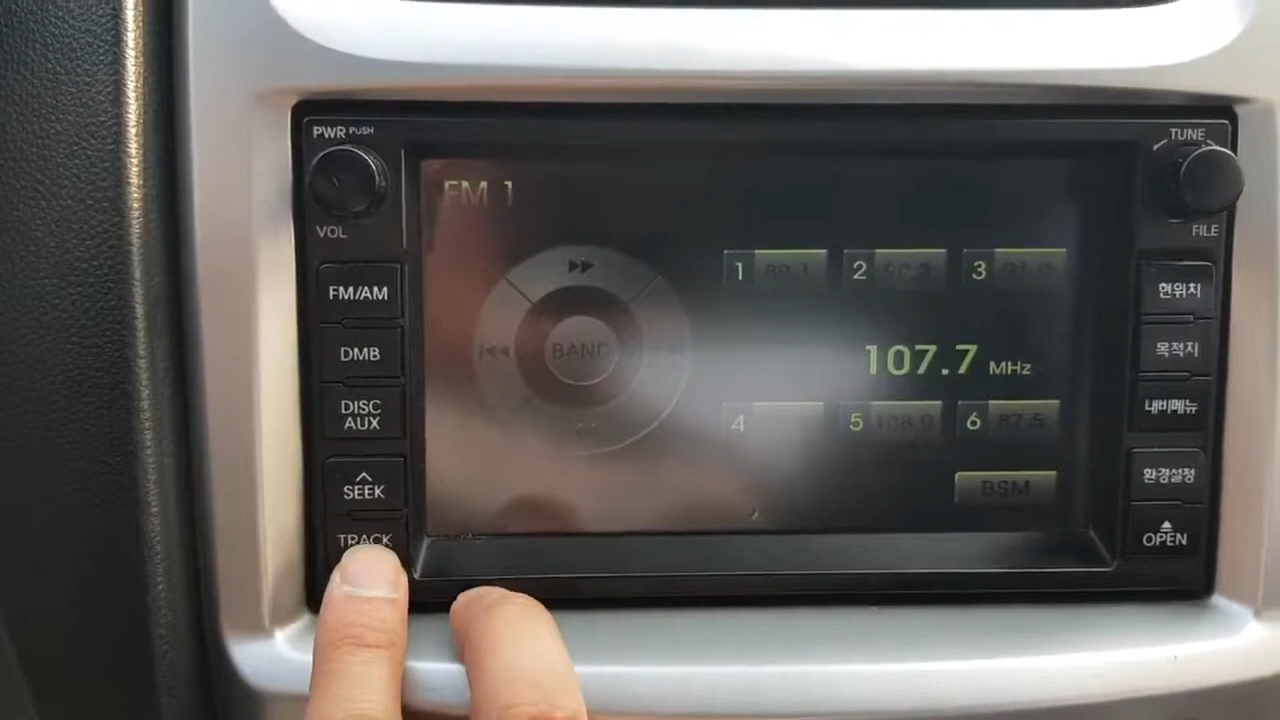 PWR PUSH
VOL
FM/AM
DMB
DISC
AUX
SEEK
TRACK
FM 1
BAND
1
2
3
107.7 MHz
4
5 108.0
6 87.5
BSM
TUNE
FILE
현위치
목적지
내비메뉴
환경설정
OPEN